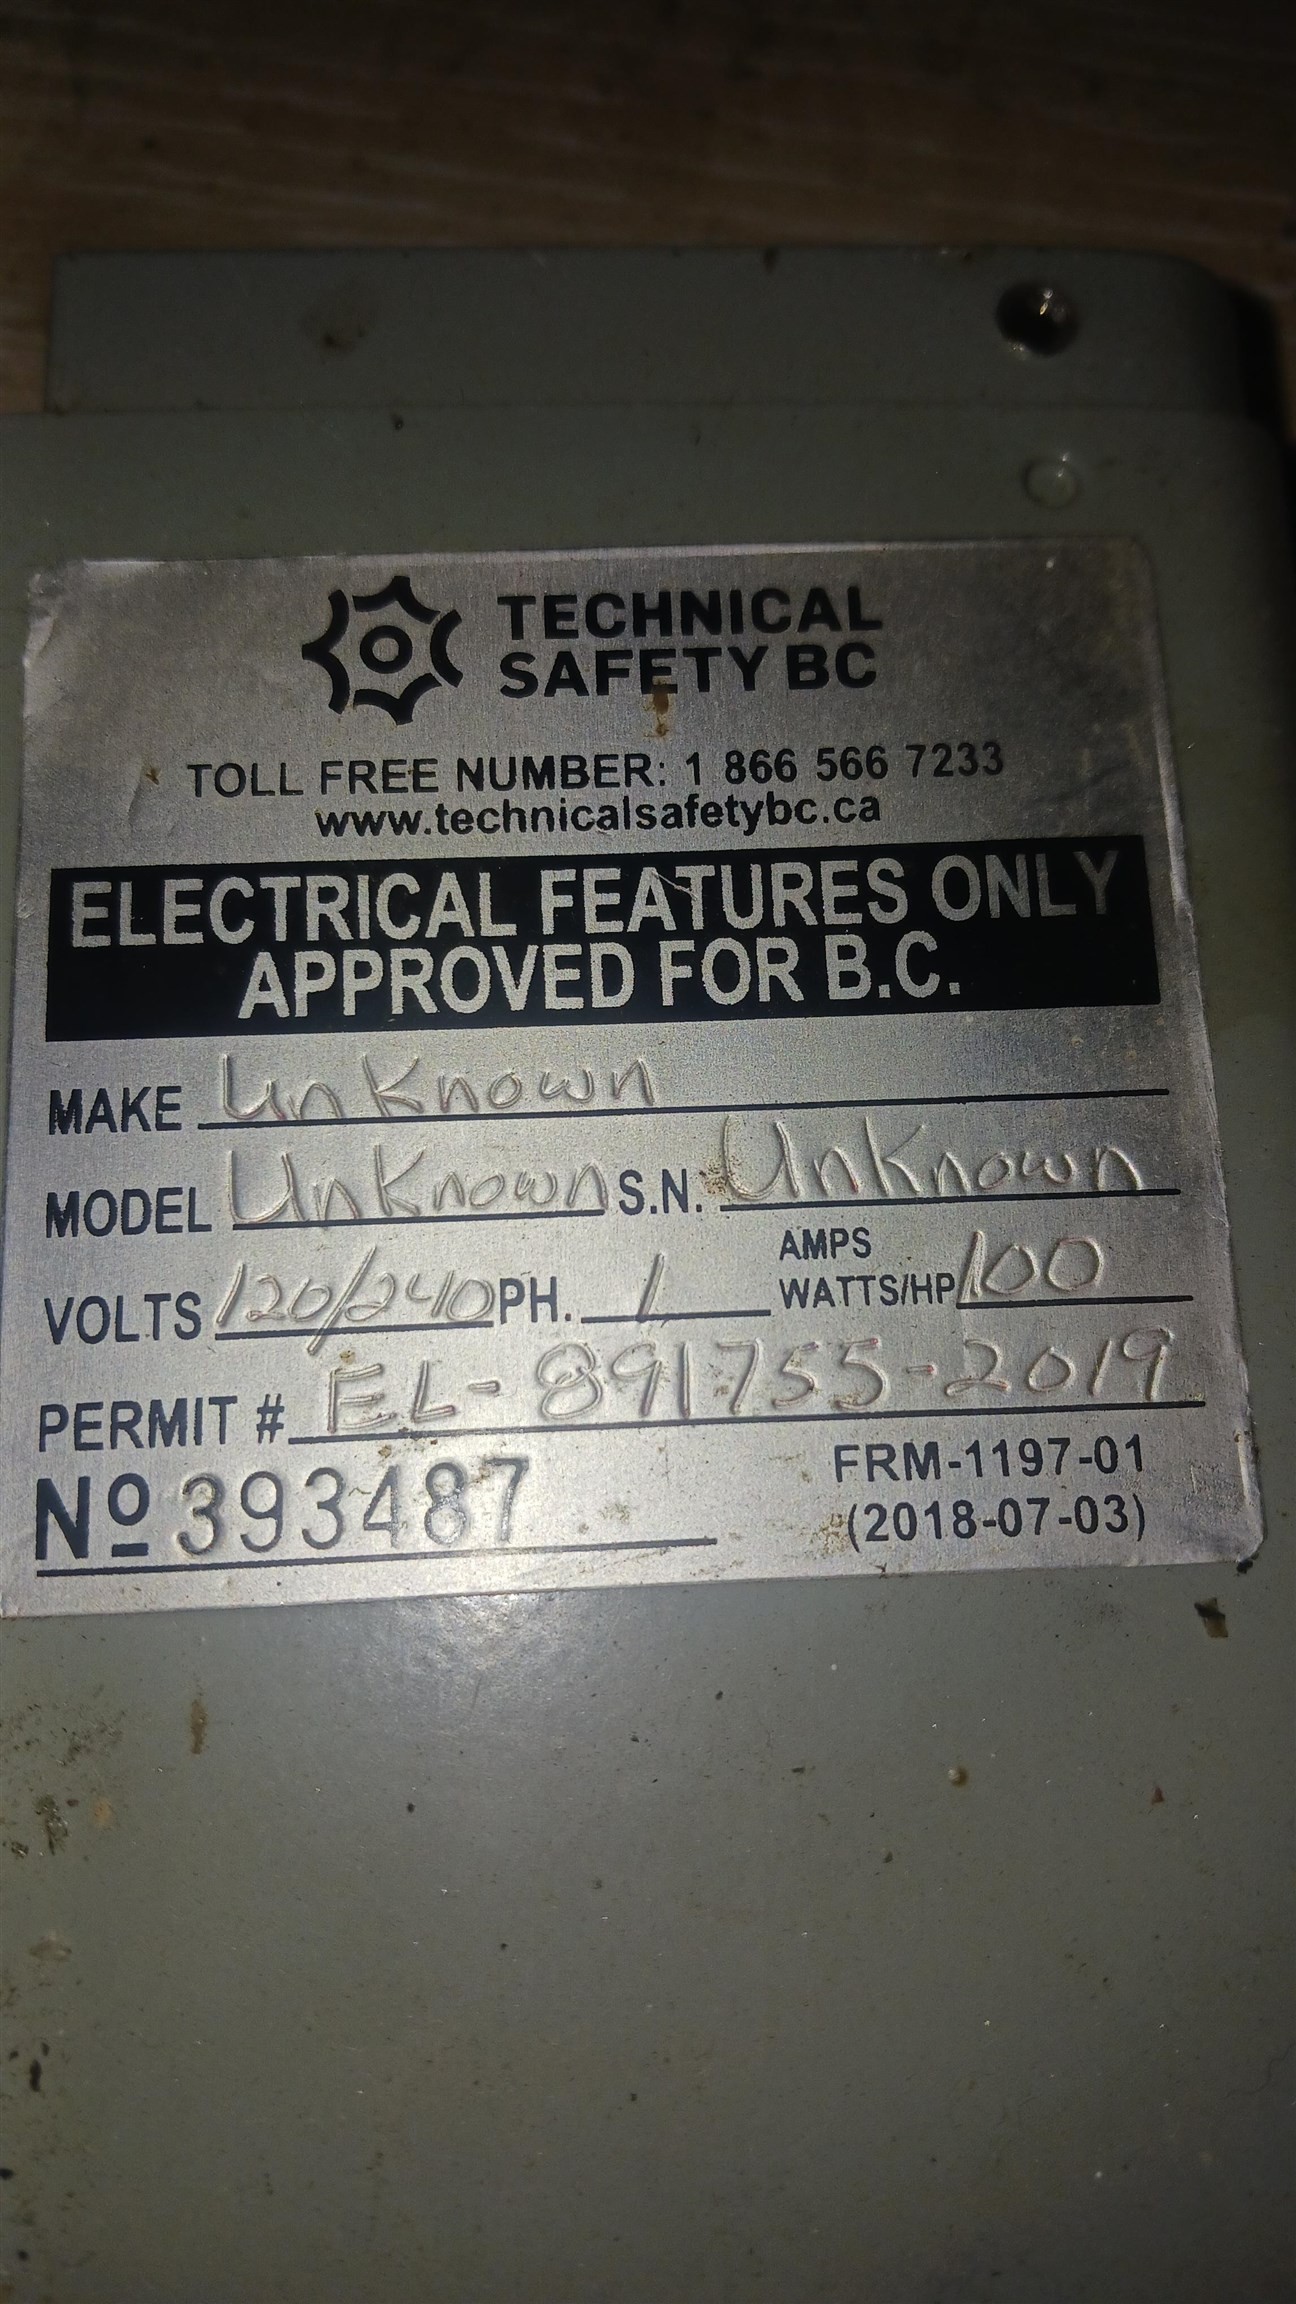 TECHNICAL
SAFETY BC
TOLL FREE NUMBER: 1 866 566 7233
www.technicalsafetybc.ca
ELECTRICAL FEATURES ONLY
APPROVED FOR B.C.
MAKE Unknown
MODEL Unknown S.N. Unknown
VOLTS 120/240 PH. 1 AMPS WATTS/HP 100
PERMIT # EL-891755-2019
Nº 393487
FRM-1197-01
(2018-07-03)